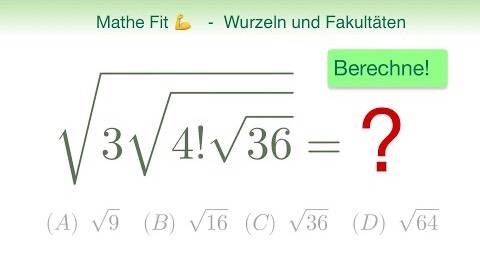 Mathe Fit 💪 - Wurzeln und Fakultäten
Berechne!
√(3√(4!√36)) = ?
(A) √9 (B) √16 (C) √36 (D) √64